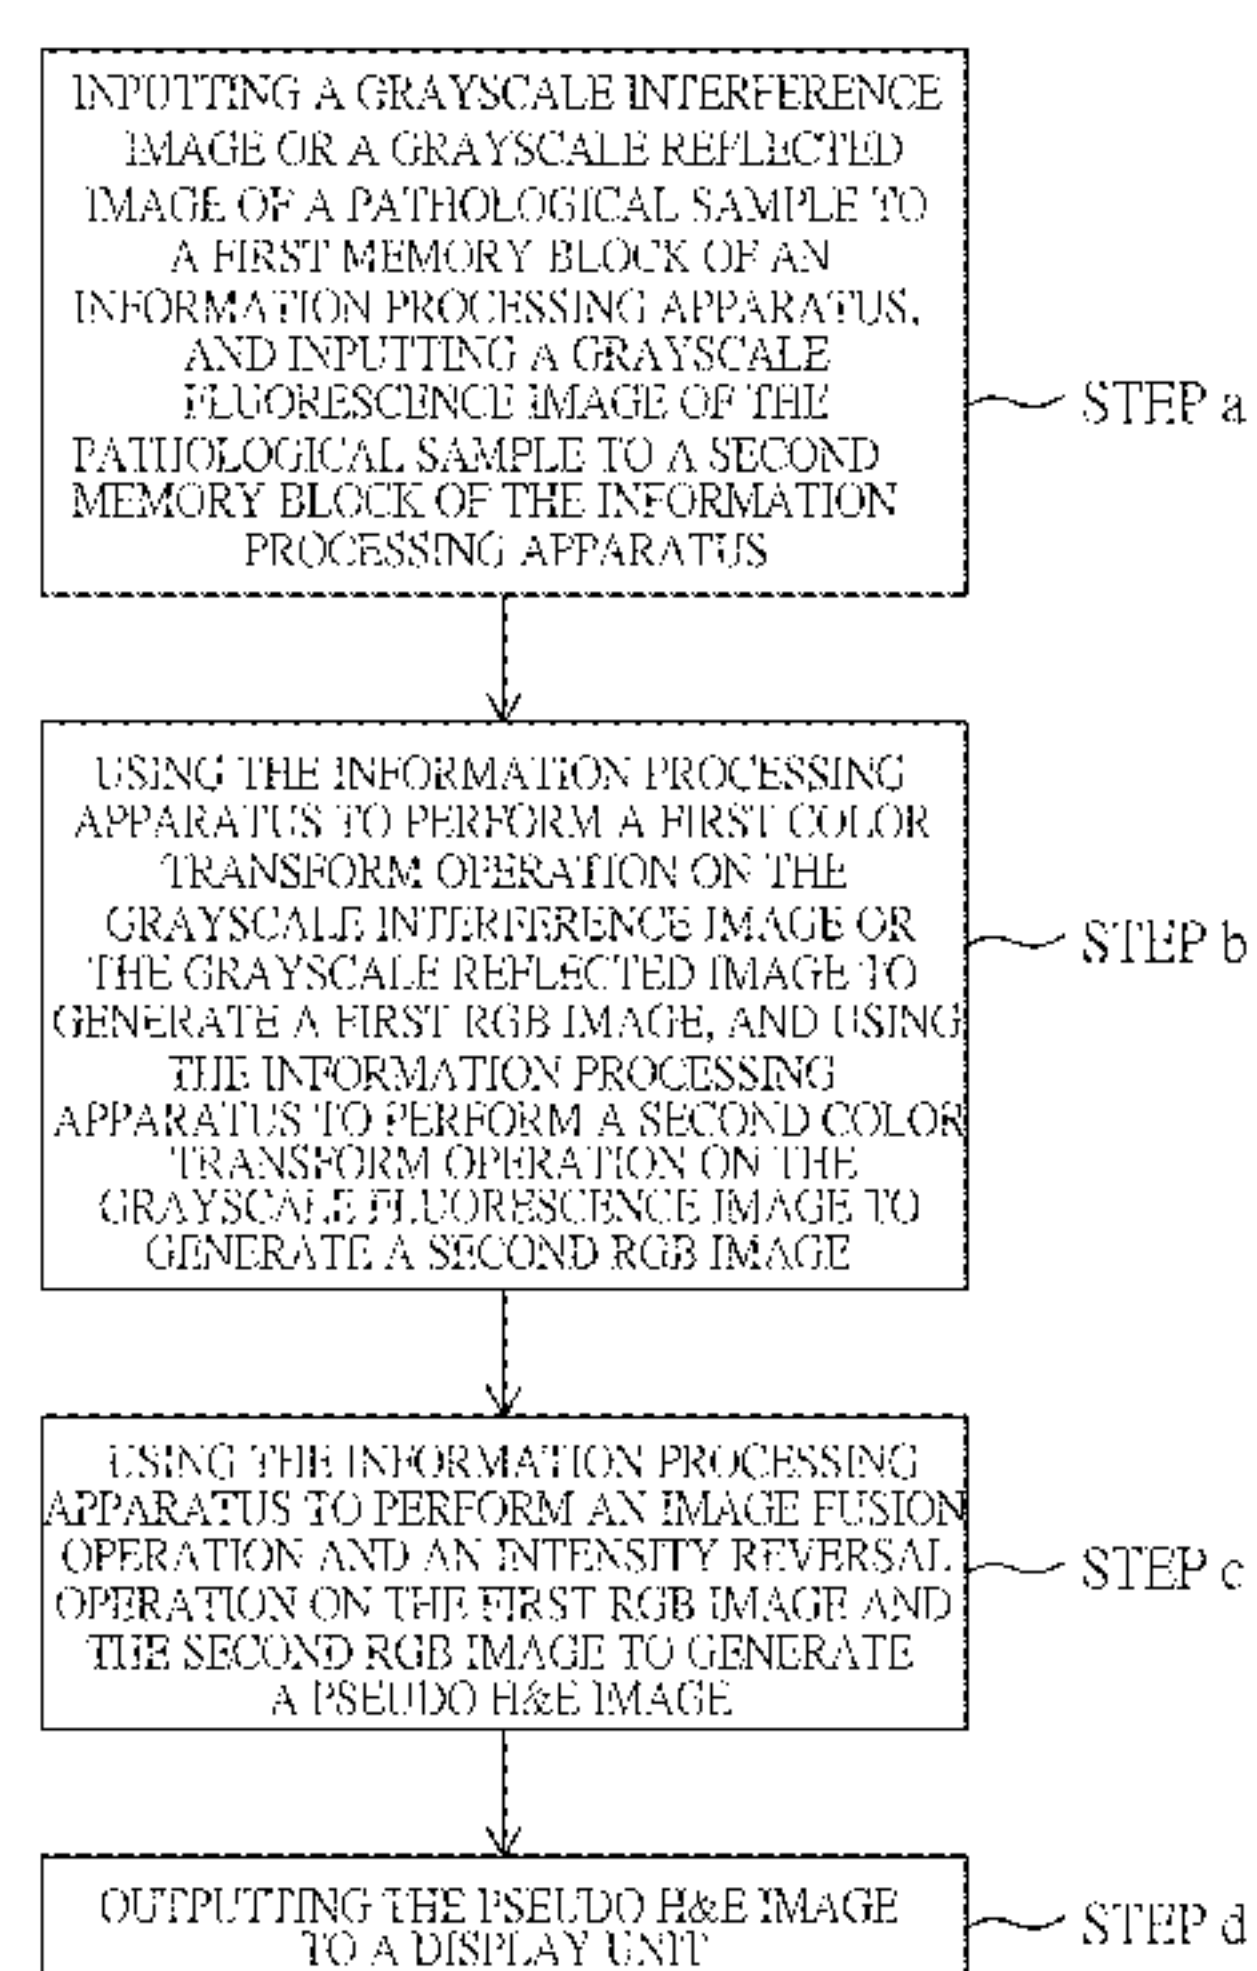 INPUTTING A GRAYSCALE INTERFERENCE
IMAGE OR A GRAYSCALE REFLECTED
IMAGE OF A PATHOLOGICAL SAMPLE TO
A FIRST MEMORY BLOCK OF AN
INFORMATION PROCESSING APPARATUS,
AND INPUTTING A GRAYSCALE
FLUORESCENCE IMAGE OF THE
PATHOLOGICAL SAMPLE TO A SECOND
MEMORY BLOCK OF THE INFORMATION
PROCESSING APPARATUS
STEP a
USING THE INFORMATION PROCESSING
APPARATUS TO PERFORM A FIRST COLOR
TRANSFORM OPERATION ON THE
GRAYSCALE INTERFERENCE IMAGE OR
THE GRAYSCALE REFLECTED IMAGE TO
GENERATE A FIRST RGB IMAGE, AND USING
THE INFORMATION PROCESSING
APPARATUS TO PERFORM A SECOND COLOR
TRANSFORM OPERATION ON THE
GRAYSCALE FLUORESCENCE IMAGE TO
GENERATE A SECOND RGB IMAGE
STEP b
USING THE INFORMATION PROCESSING
APPARATUS TO PERFORM AN IMAGE FUSION
OPERATION AND AN INTENSITY REVERSAL
OPERATION ON THE FIRST RGB IMAGE AND
THE SECOND RGB IMAGE TO GENERATE
A PSEUDO H&E IMAGE
STEP c
OUTPUTTING THE PSEUDO H&E IMAGE
TO A DISPLAY UNIT
STEP d